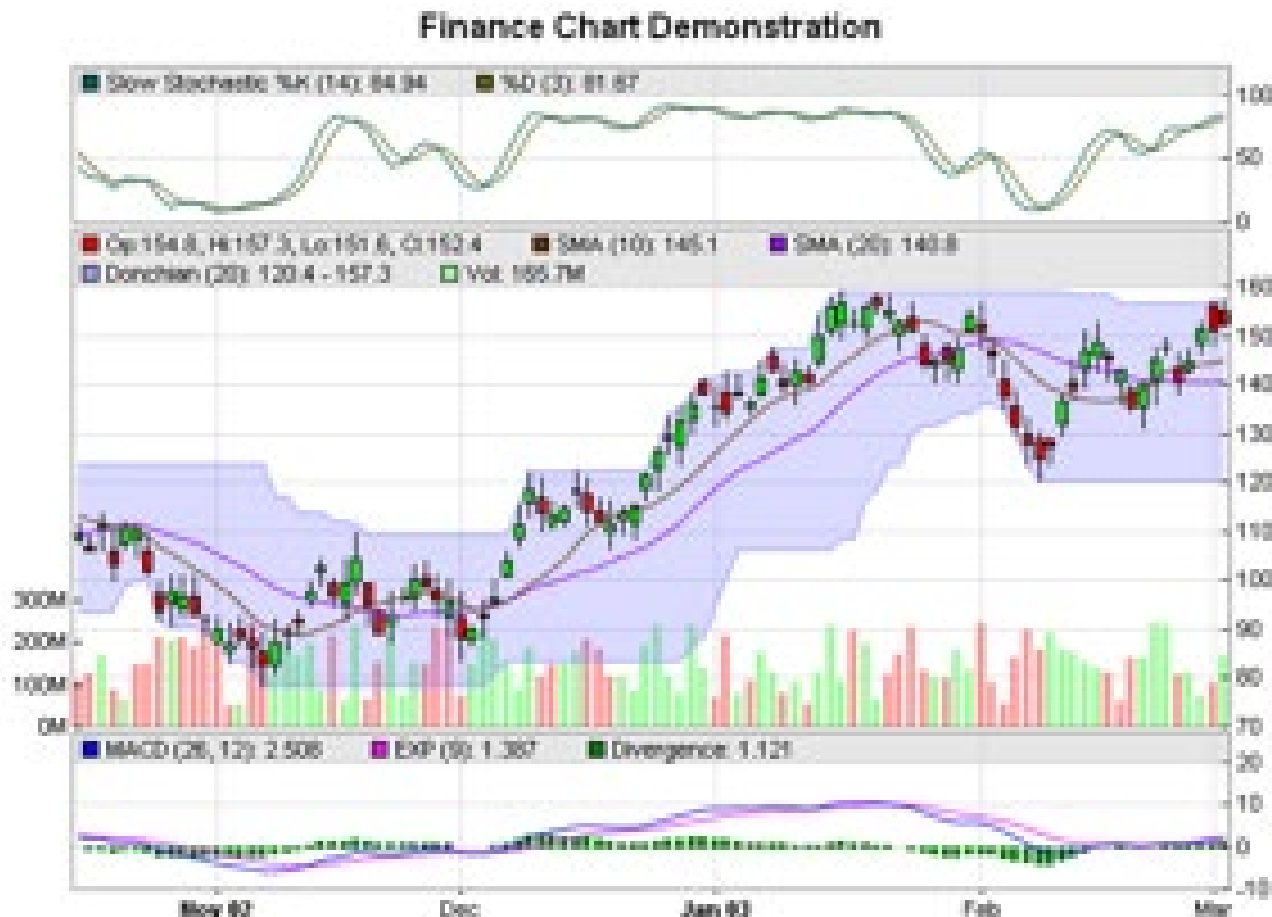 Finance Chart Demonstration
Slow Stochastic %K (14): 84.94 %D (3): 81.67
100
50
0
Op:154.8, Hi:157.3, Lo:151.6, Cl:152.4 SMA (10): 145.1 SMA (20): 140.8
Donchian (20): 120.4 - 157.3 Vol: 165.7M
160
150
140
130
120
110
100
90
80
70
300M
200M
100M
0M
MACD (26, 12): 2.508 EXP (9): 1.387 Divergence: 1.121
20
10
0
-10
Nov 02 Dec Jan 03 Feb Mar